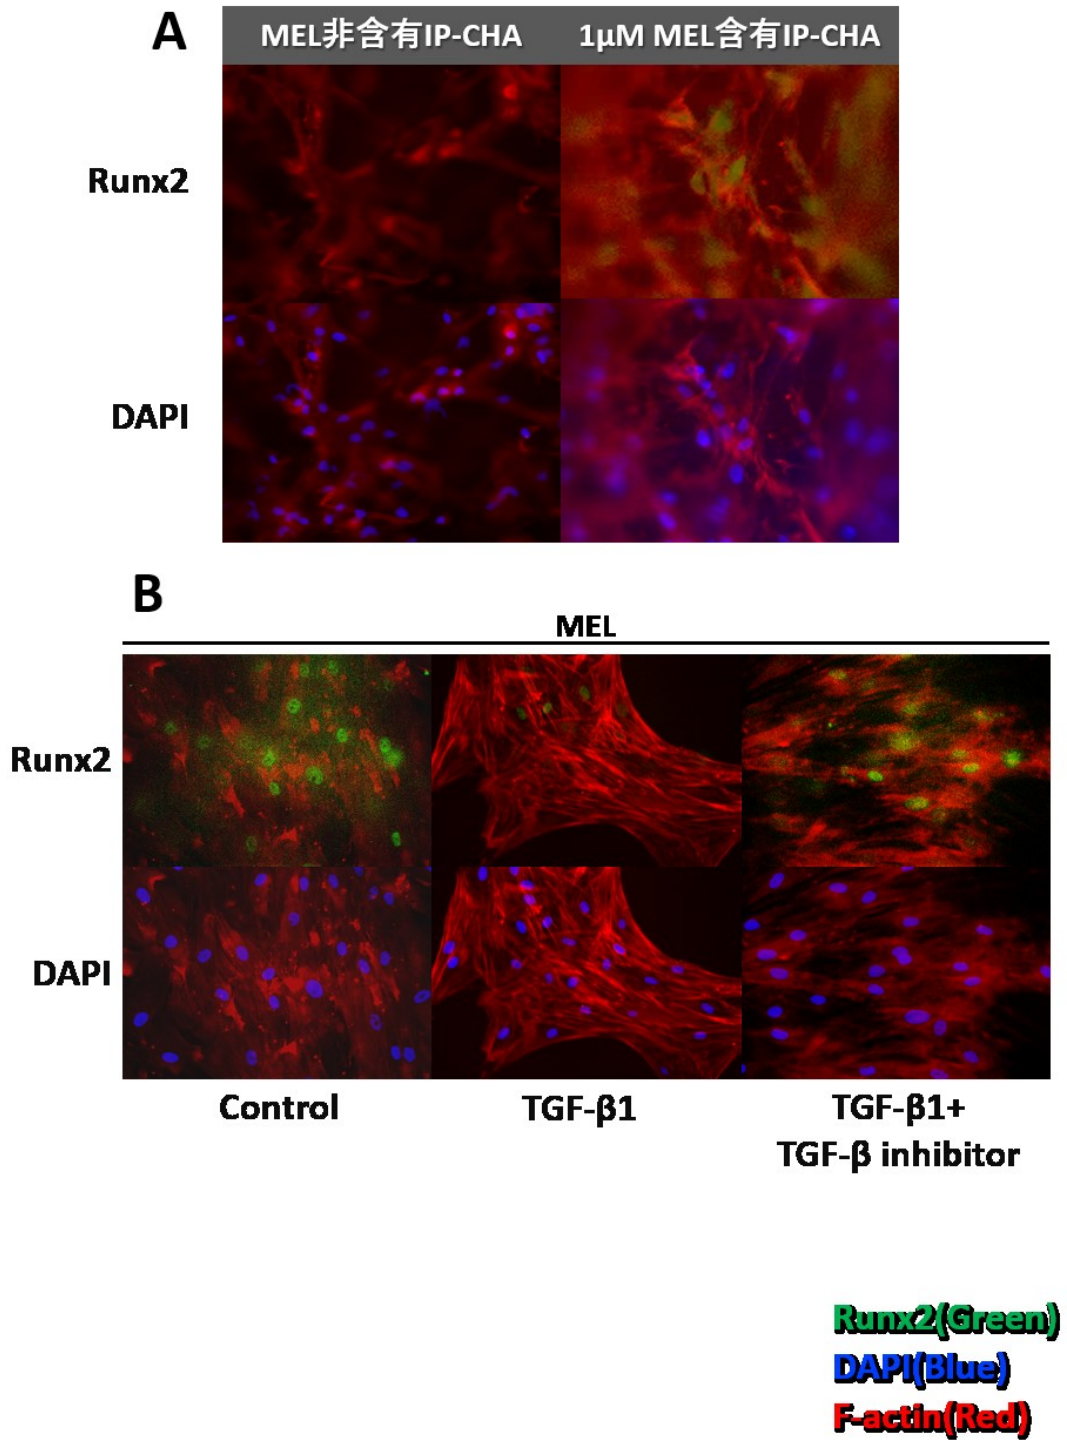 A
MEL非含有IP-CHA
1μM MEL含有IP-CHA
Runx2
DAPI
B
MEL
Runx2
DAPI
Control
TGF-β1
TGF-β1+
TGF-β inhibitor
Runx2(Green)
DAPI(Blue)
F-actin(Red)